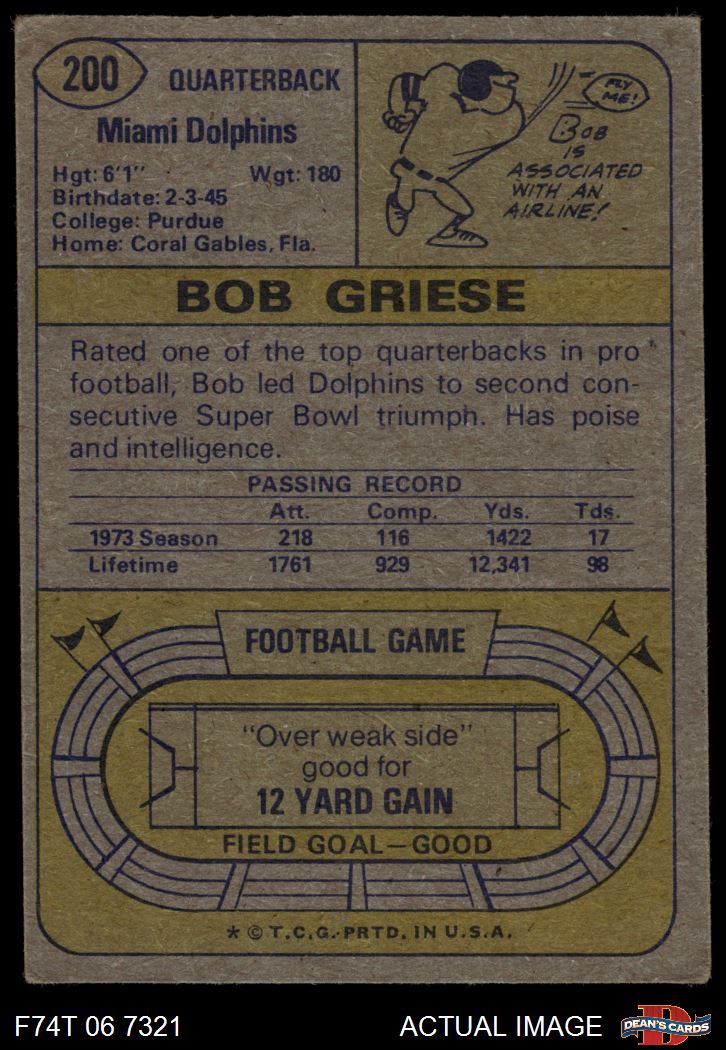 200
QUARTERBACK
Miami Dolphins
Hgt: 6'1" Wgt: 180
Birthdate: 2-3-45
College: Purdue
Home: Coral Gables, Fla.
FLY
ME!
BOB
IS
ASSOCIATED
WITH AN
AIRLINE!
BOB GRIESE
Rated one of the top quarterbacks in pro
football, Bob led Dolphins to second con-
secutive Super Bowl triumph. Has poise
and intelligence.
PASSING RECORD
Att. Comp. Yds. Tds.
1973 Season 218 116 1422 17
Lifetime 1761 929 12,341 98
FOOTBALL GAME
"Over weak side"
good for
12 YARD GAIN
FIELD GOAL—GOOD
* © T.C.G. PRTD. IN U.S.A.
F74T 06 7321 ACTUAL IMAGE
D
DEAN'S CARDS